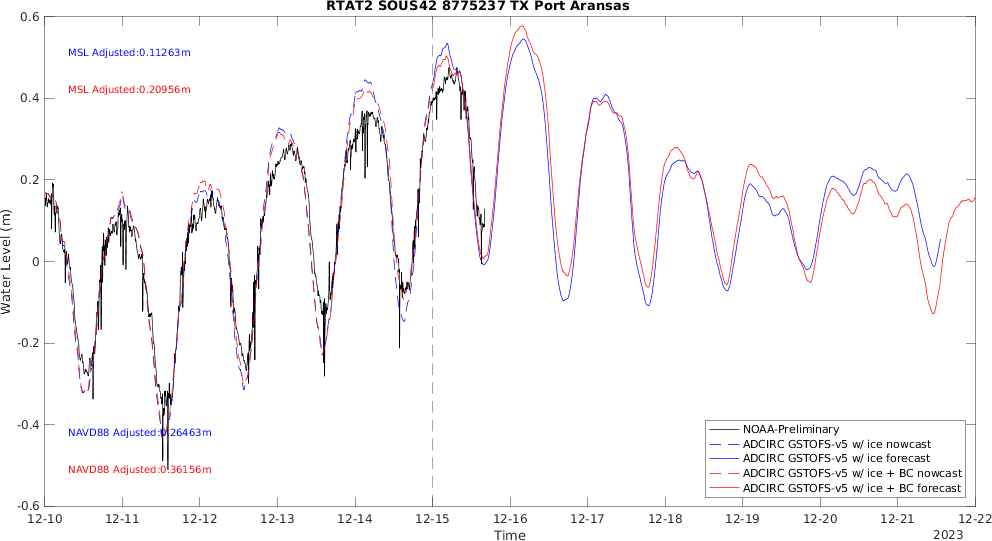 RTAT2 SOUS42 8775237 TX Port Aransas
0.6
0.4
0.2
0
-0.2
-0.4
-0.6
Water Level (m)
MSL Adjusted:0.11263m
MSL Adjusted:0.20956m
NAVD88 Adjusted:0.26463m
NAVD88 Adjusted:0.36156m
NOAA-Preliminary
ADCIRC GSTOFS-v5 w/ ice nowcast
ADCIRC GSTOFS-v5 w/ ice forecast
ADCIRC GSTOFS-v5 w/ ice + BC nowcast
ADCIRC GSTOFS-v5 w/ ice + BC forecast
12-10 12-11 12-12 12-13 12-14 12-15 12-16 12-17 12-18 12-19 12-20 12-21 12-22
Time
2023